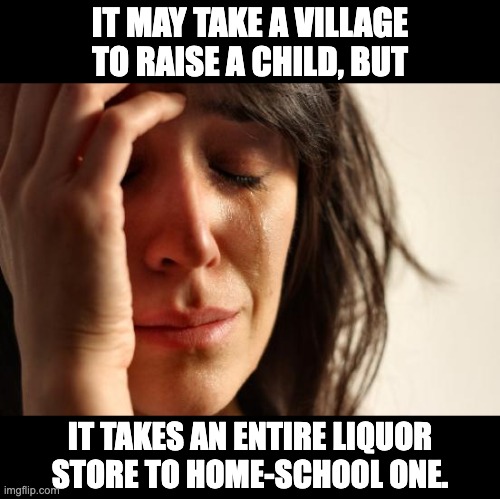 IT MAY TAKE A VILLAGE
TO RAISE A CHILD, BUT
IT TAKES AN ENTIRE LIQUOR
STORE TO HOME-SCHOOL ONE.
imgflip.com